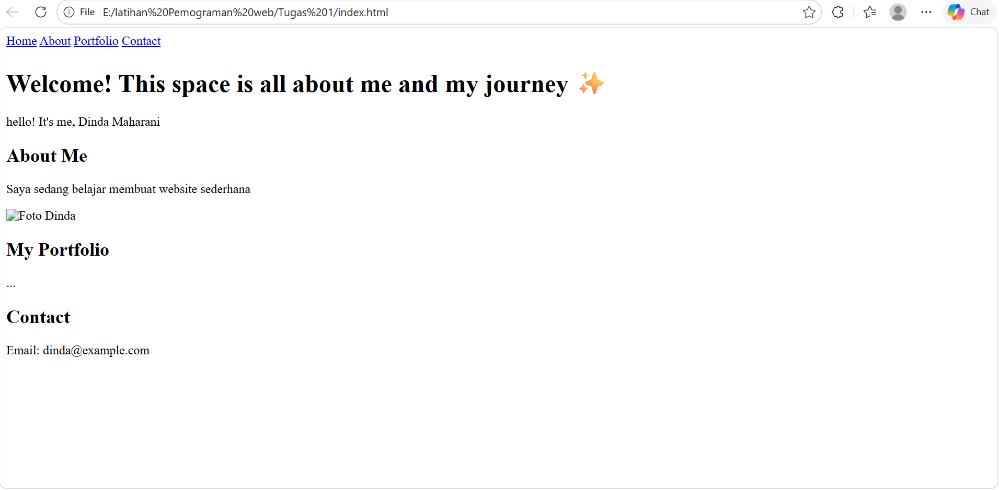 File E:/latihan%20Pemograman%20web/Tugas%201/index.html Chat
Home About Portfolio Contact
Welcome! This space is all about me and my journey ✨
hello! It's me, Dinda Maharani
About Me
Saya sedang belajar membuat website sederhana
Foto Dinda
My Portfolio
...
Contact
Email: dinda@example.com